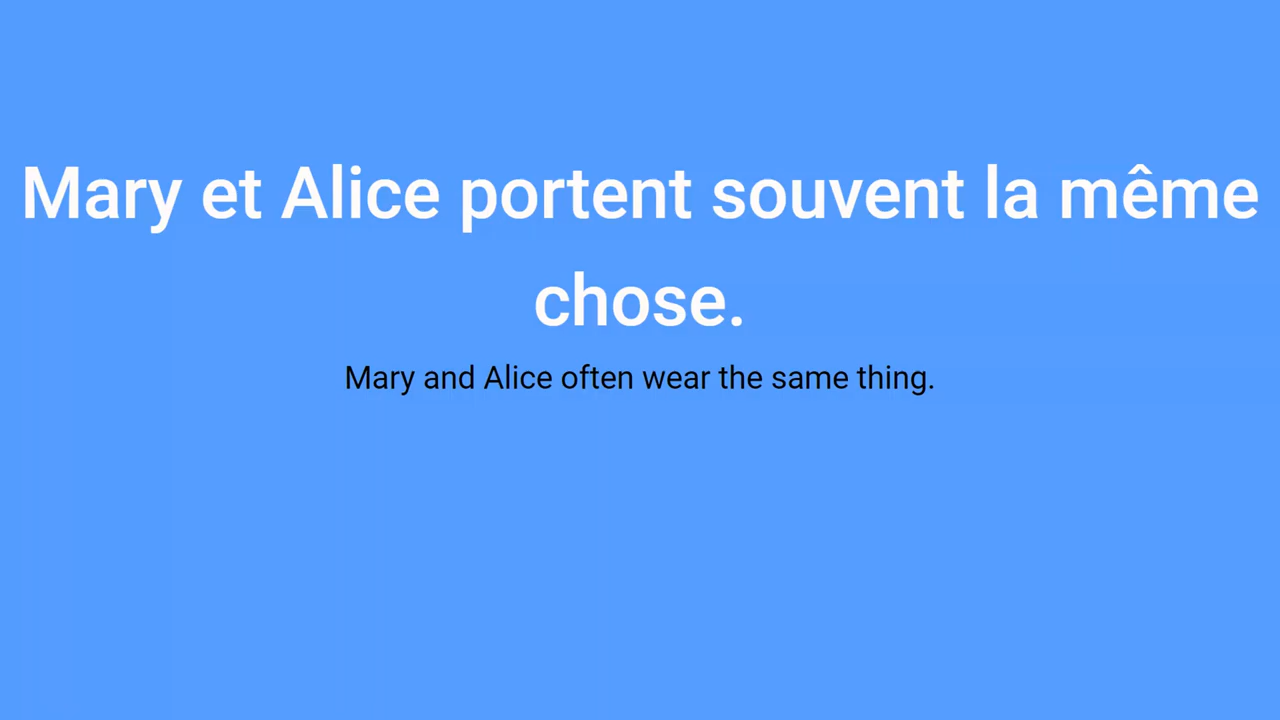 Mary et Alice portent souvent la même
chose.
Mary and Alice often wear the same thing.